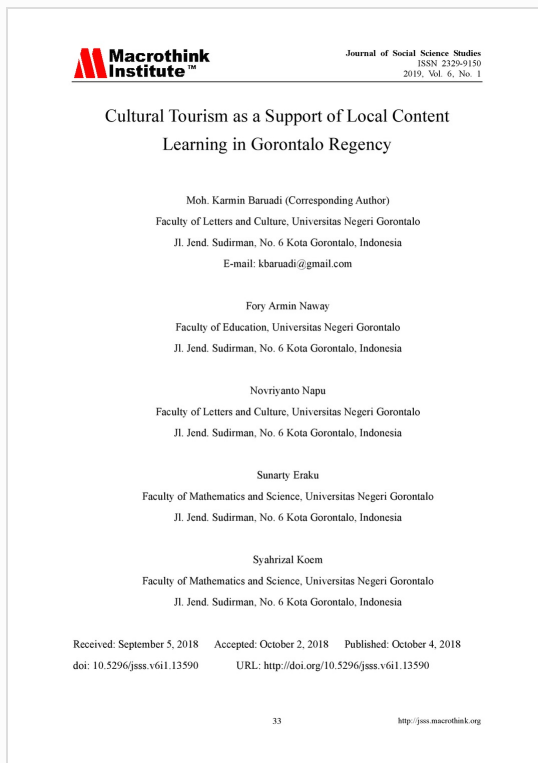 Macrothink
Institute™
Journal of Social Science Studies
ISSN 2329-9150
2019, Vol. 6, No. 1
Cultural Tourism as a Support of Local Content
Learning in Gorontalo Regency
Moh. Karmin Baruadi (Corresponding Author)
Faculty of Letters and Culture, Universitas Negeri Gorontalo
Jl. Jend. Sudirman, No. 6 Kota Gorontalo, Indonesia
E-mail: kbaruadi@gmail.com
Fory Armin Naway
Faculty of Education, Universitas Negeri Gorontalo
Jl. Jend. Sudirman, No. 6 Kota Gorontalo, Indonesia
Novriyanto Napu
Faculty of Letters and Culture, Universitas Negeri Gorontalo
Jl. Jend. Sudirman, No. 6 Kota Gorontalo, Indonesia
Sunarty Eraku
Faculty of Mathematics and Science, Universitas Negeri Gorontalo
Jl. Jend. Sudirman, No. 6 Kota Gorontalo, Indonesia
Syahrizal Koem
Faculty of Mathematics and Science, Universitas Negeri Gorontalo
Jl. Jend. Sudirman, No. 6 Kota Gorontalo, Indonesia
Received: September 5, 2018 Accepted: October 2, 2018 Published: October 4, 2018
doi: 10.5296/jsss.v6i1.13590 URL: http://doi.org/10.5296/jsss.v6i1.13590
33 http://jsss.macrothink.org